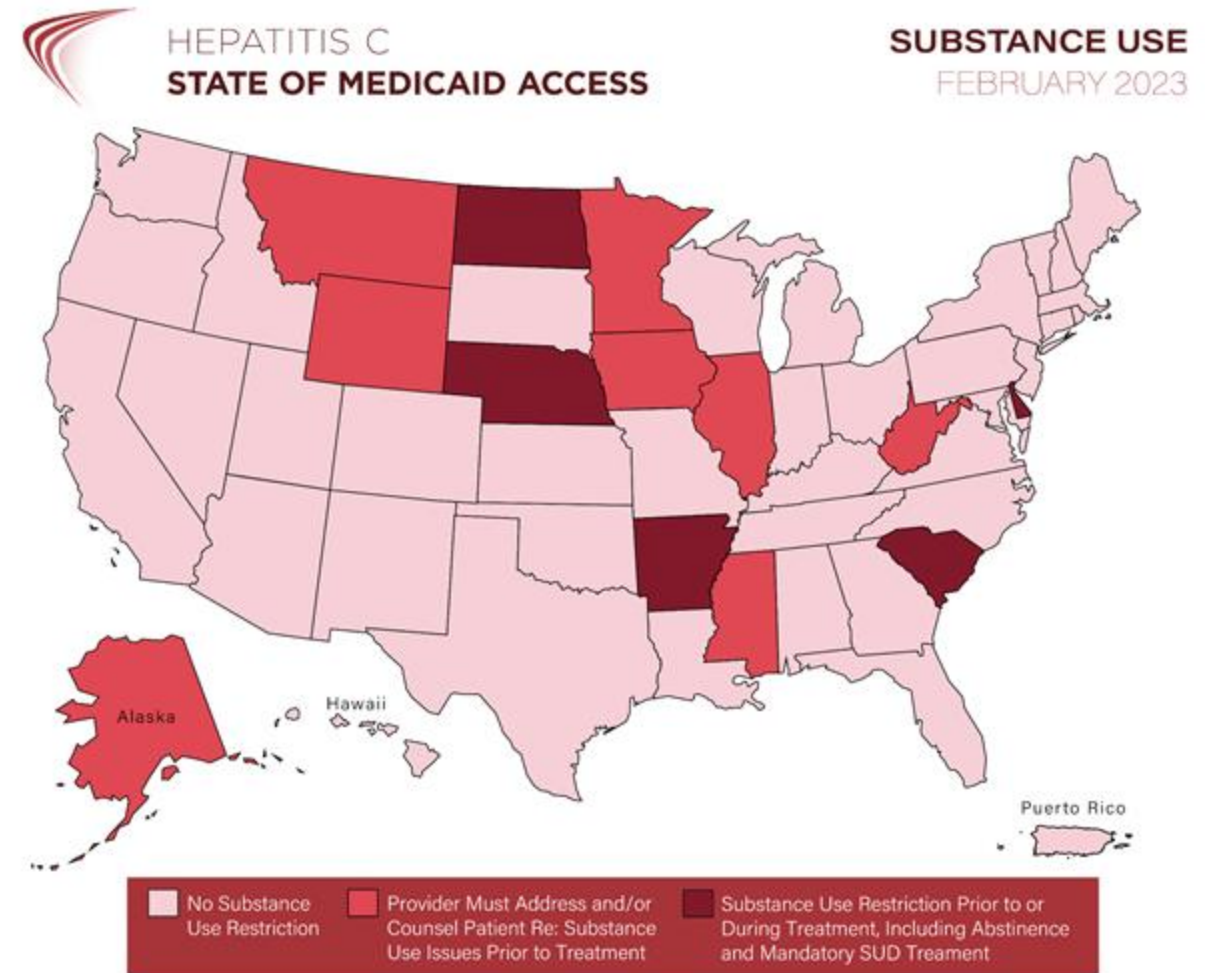 HEPATITIS C
STATE OF MEDICAID ACCESS
SUBSTANCE USE
FEBRUARY 2023
Alaska
Hawaii
Puerto Rico
No Substance
Use Restriction
Provider Must Address and/or
Counsel Patient Re: Substance
Use Issues Prior to Treatment
Substance Use Restriction Prior to or
During Treatment, Including Abstinence
and Mandatory SUD Treament